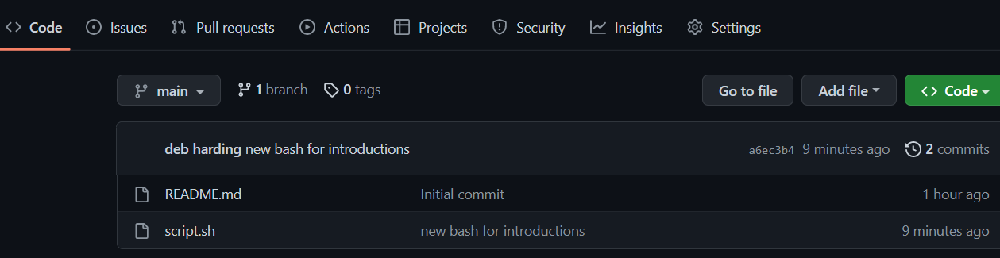 Code Issues Pull requests Actions Projects Security Insights Settings
main 1 branch 0 tags Go to file Add file Code
deb harding new bash for introductions a6ec3b4 9 minutes ago 2 commits
README.md Initial commit 1 hour ago
script.sh new bash for introductions 9 minutes ago